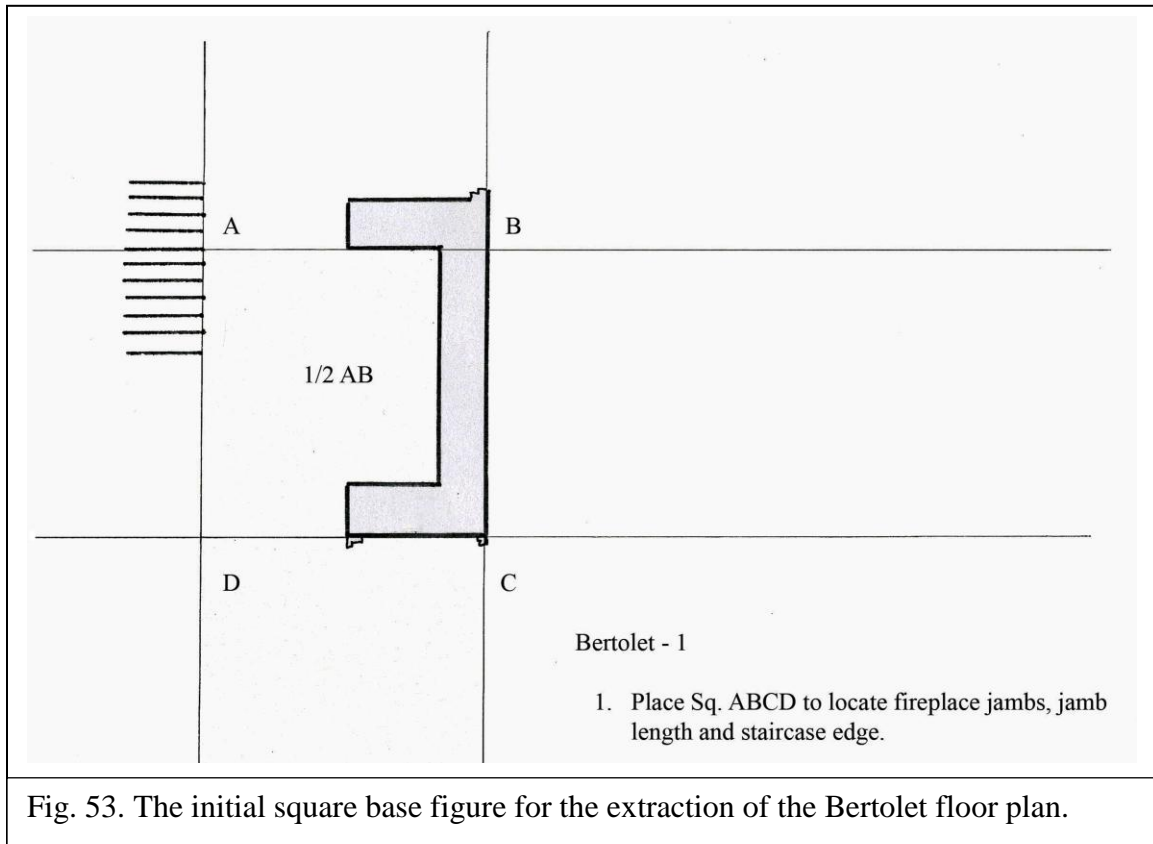 A
B
1/2 AB
D
C
Bertolet - 1
1. Place Sq. ABCD to locate fireplace jambs, jamb
length and staircase edge.
Fig. 53. The initial square base figure for the extraction of the Bertolet floor plan.